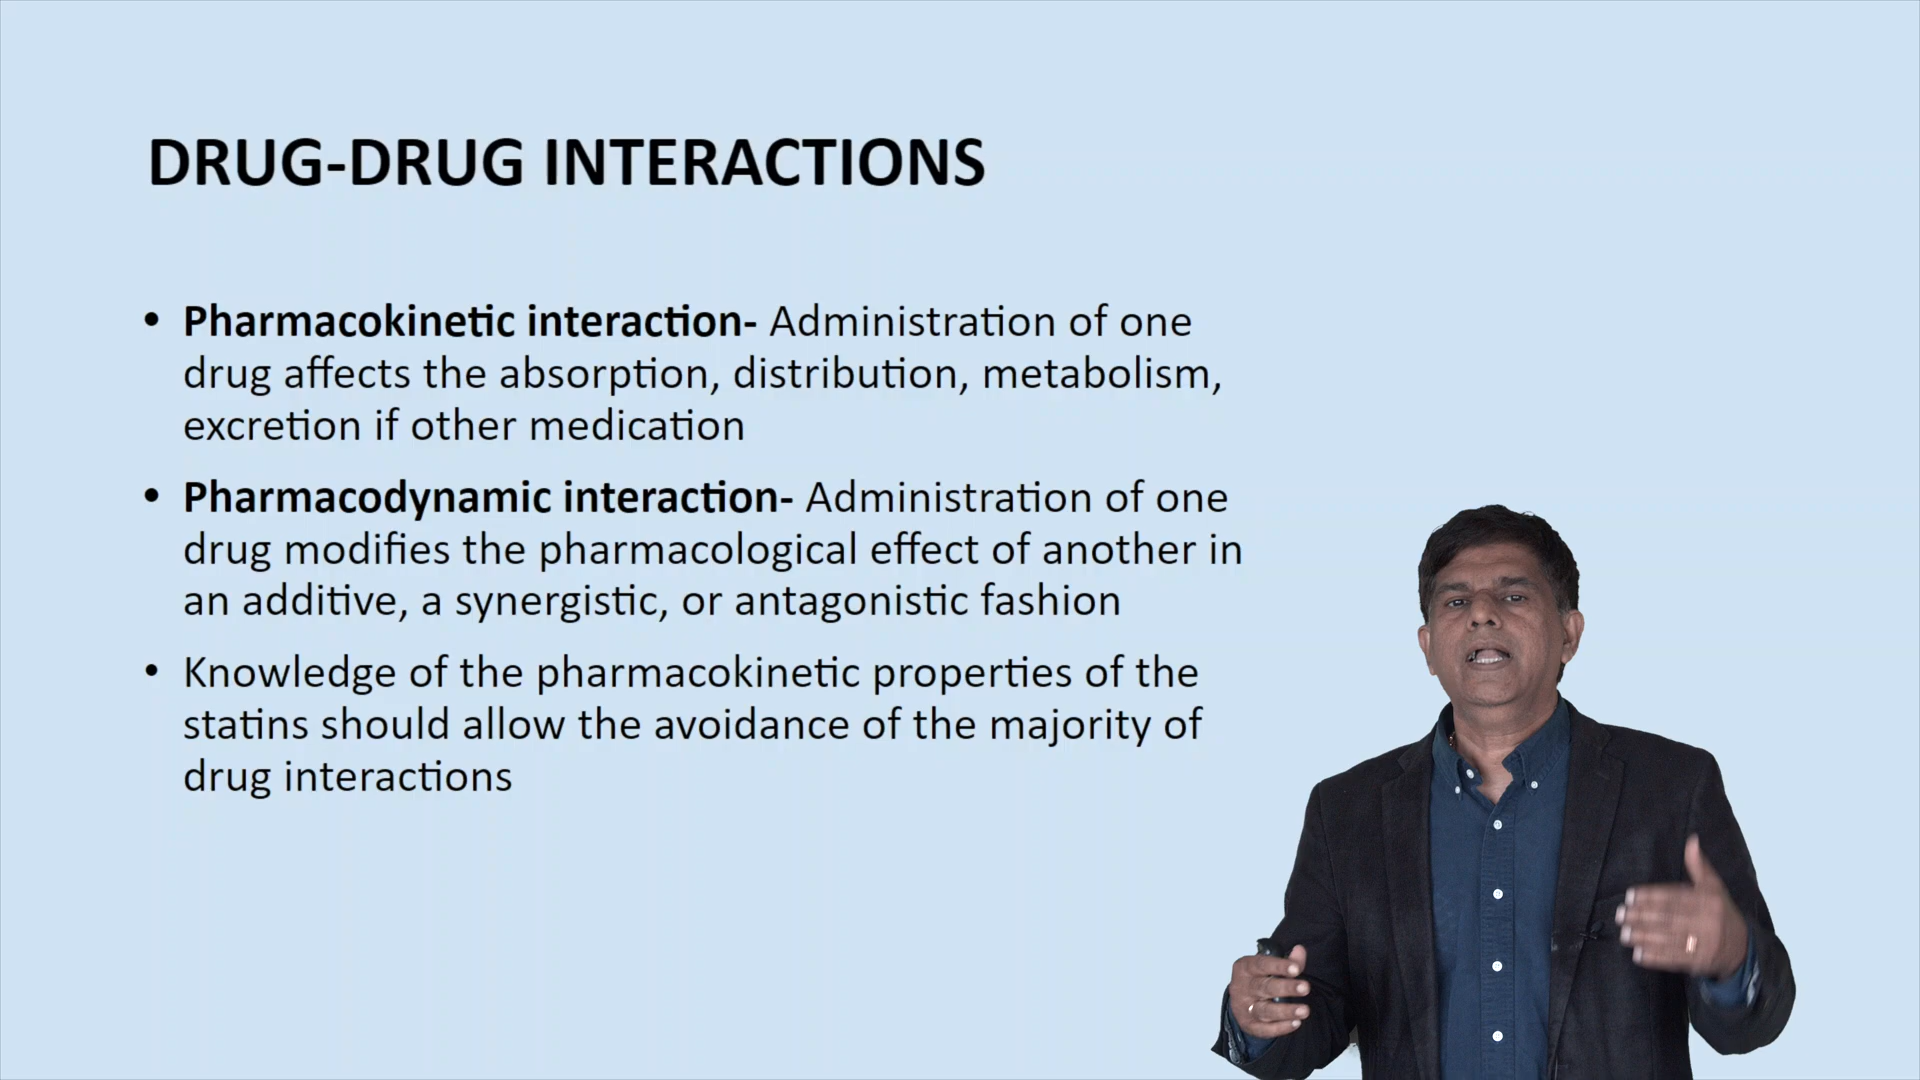 DRUG-DRUG INTERACTIONS
• Pharmacokinetic interaction- Administration of one
drug affects the absorption, distribution, metabolism,
excretion if other medication
• Pharmacodynamic interaction- Administration of one
drug modifies the pharmacological effect of another in
an additive, a synergistic, or antagonistic fashion
• Knowledge of the pharmacokinetic properties of the
statins should allow the avoidance of the majority of
drug interactions